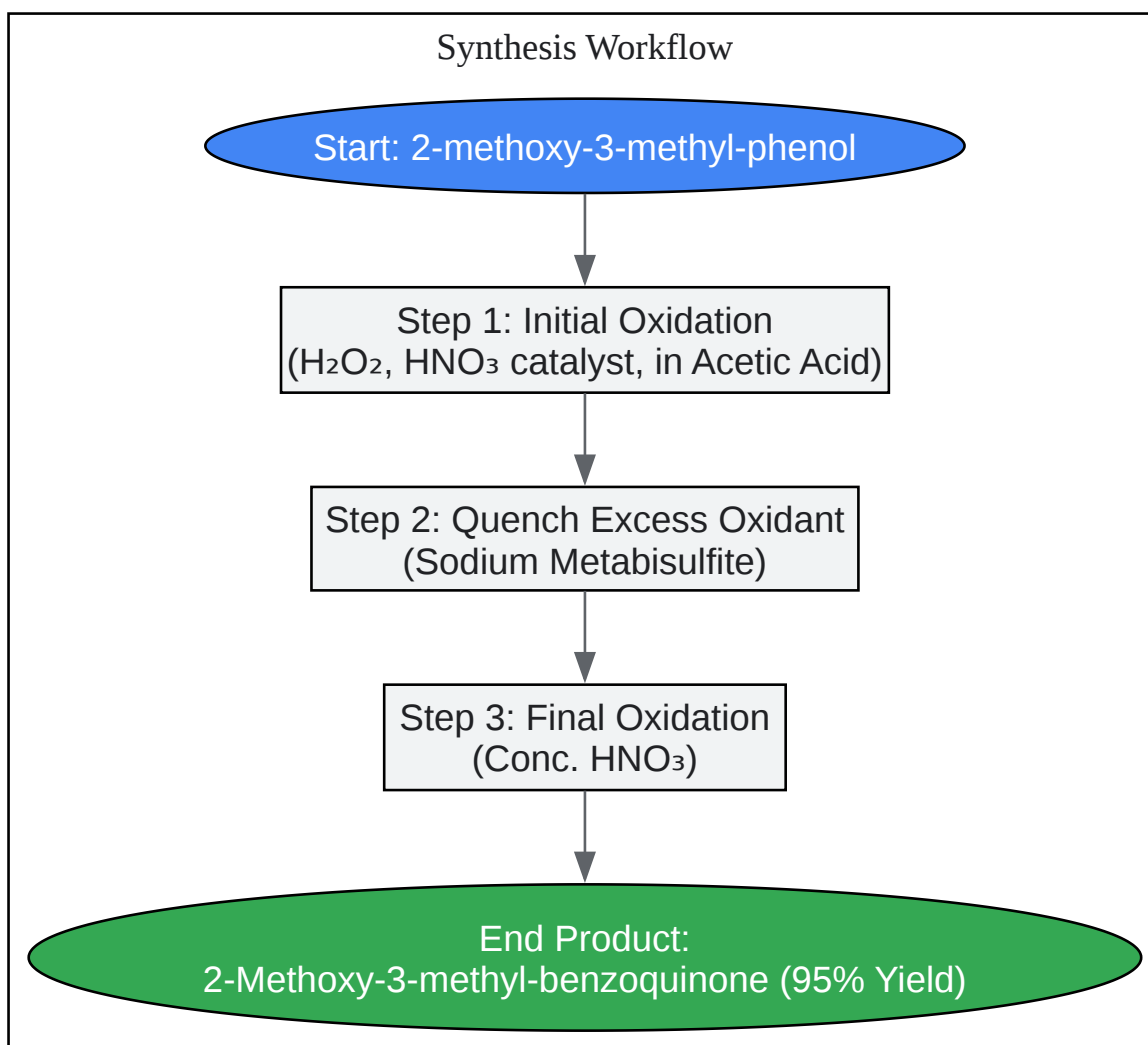 Synthesis Workflow
Start: 2-methoxy-3-methyl-phenol
Step 1: Initial Oxidation
(H₂O₂, HNO₃ catalyst, in Acetic Acid)
Step 2: Quench Excess Oxidant
(Sodium Metabisulfite)
Step 3: Final Oxidation
(Conc. HNO₃)
End Product:
2-Methoxy-3-methyl-benzoquinone (95% Yield)